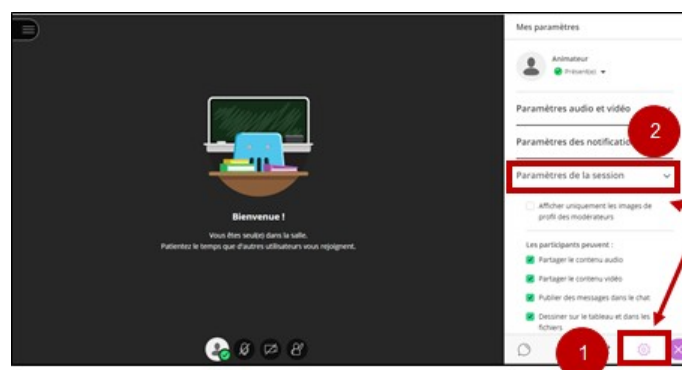 Mes paramètres
Animateur
Présent(e)
Paramètres audio et vidéo
2
Paramètres des notification
Paramètres de la session
Afficher uniquement les images de
profil des modérateurs
Les participants peuvent :
Partager le contenu audio
Partager le contenu vidéo
Publier des messages dans le chat
Dessiner sur le tableau et dans les
fichiers
1
Bienvenue !
Vous êtes seul(e) dans la salle.
Patientez le temps que d'autres utilisateurs vous rejoignent.